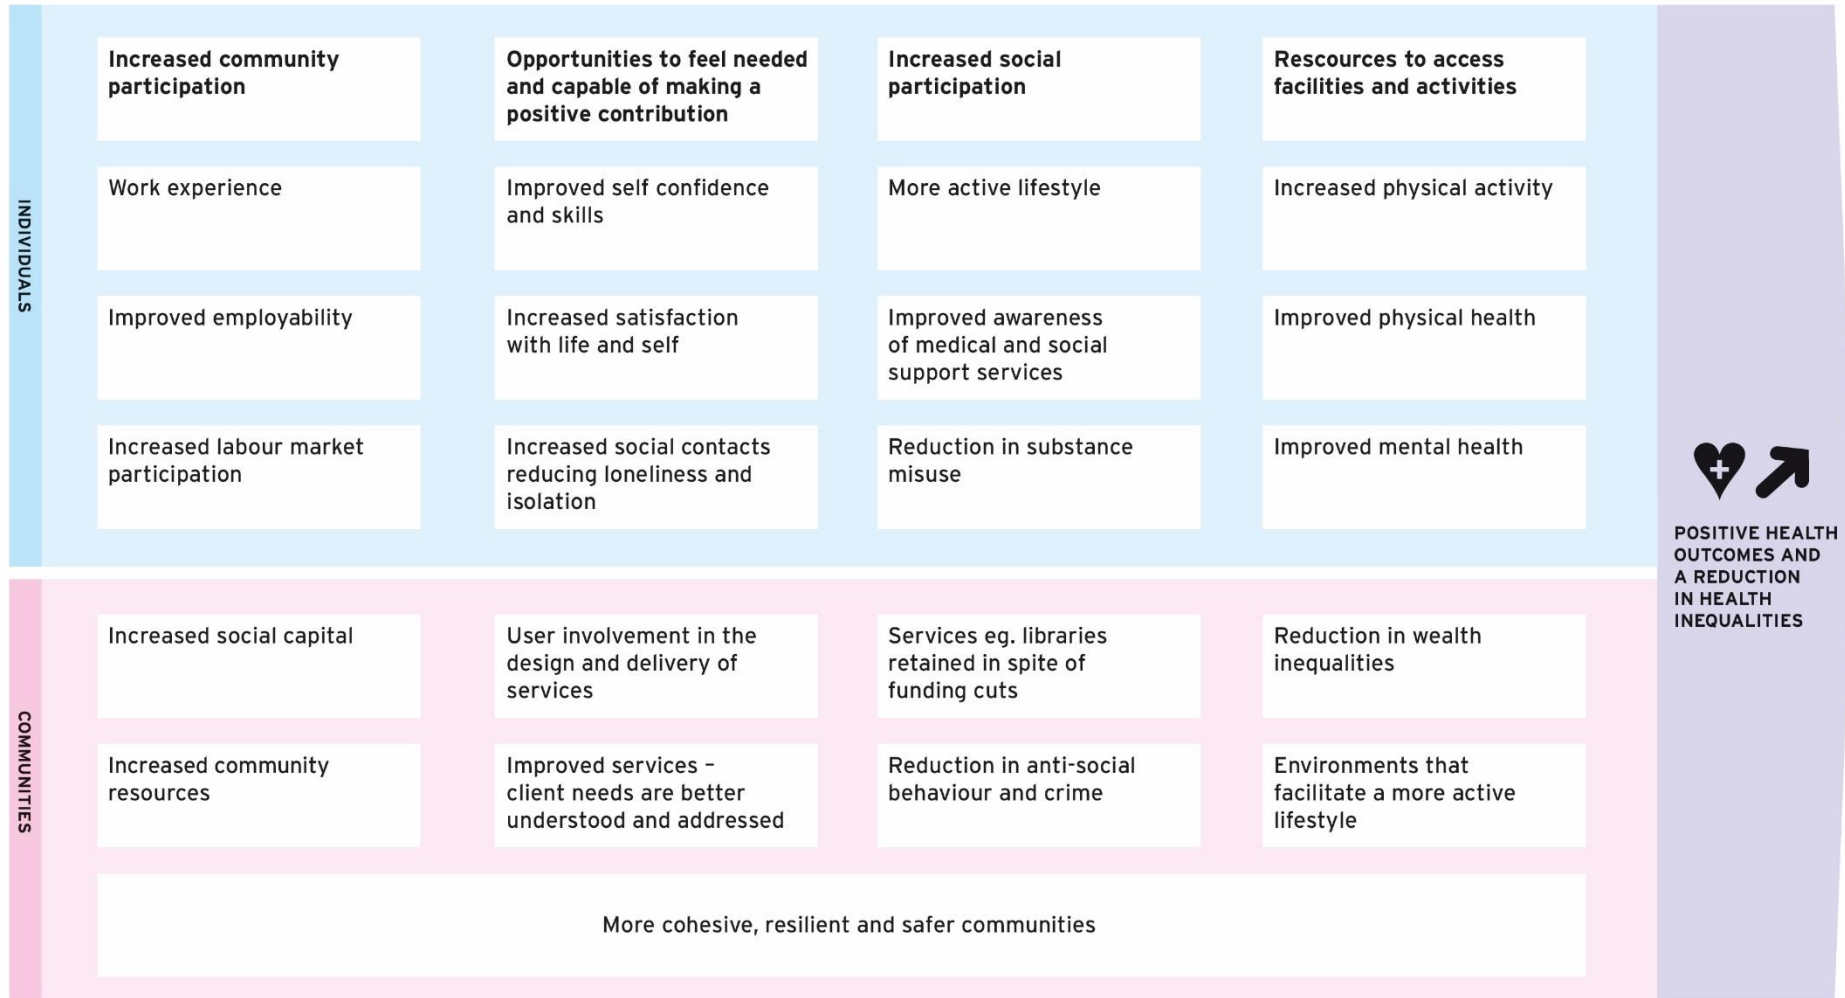 INDIVIDUALS
Increased community
participation
Opportunities to feel needed
and capable of making a
positive contribution
Increased social
participation
Rescources to access
facilities and activities
Work experience
Improved self confidence
and skills
More active lifestyle
Increased physical activity
Improved employability
Increased satisfaction
with life and self
Improved awareness
of medical and social
support services
Improved physical health
Increased labour market
participation
Increased social contacts
reducing loneliness and
isolation
Reduction in substance
misuse
Improved mental health
COMMUNITIES
Increased social capital
User involvement in the
design and delivery of
services
Services eg. libraries
retained in spite of
funding cuts
Reduction in wealth
inequalities
Increased community
resources
Improved services –
client needs are better
understood and addressed
Reduction in anti-social
behaviour and crime
Environments that
facilitate a more active
lifestyle
More cohesive, resilient and safer communities
POSITIVE HEALTH
OUTCOMES AND
A REDUCTION
IN HEALTH
INEQUALITIES